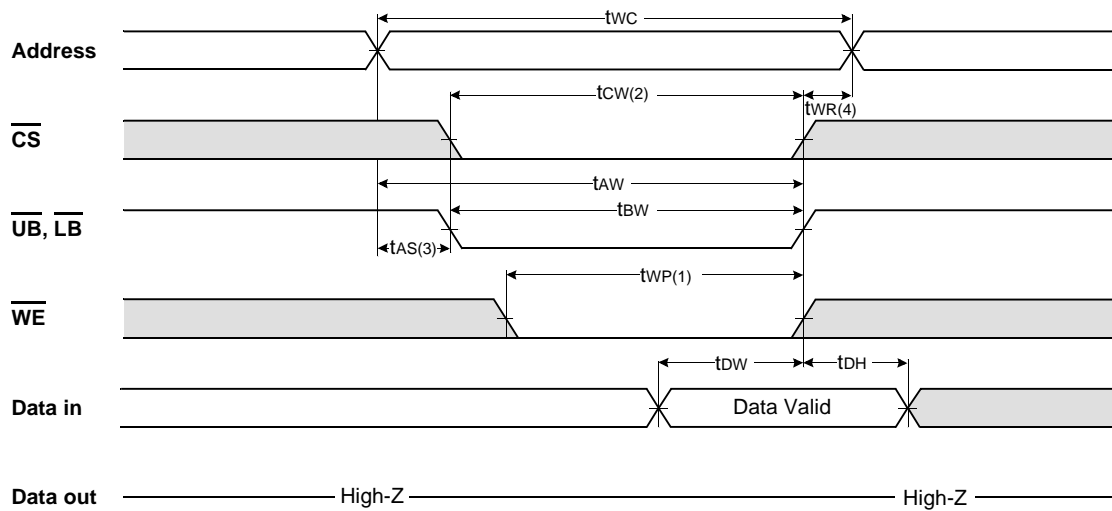 tWC
Address
tCW(2)
tWR(4)
CS
tAW
tBW
UB, LB
tAS(3)
tWP(1)
WE
tDW
tDH
Data in
Data Valid
Data out
High-Z
High-Z